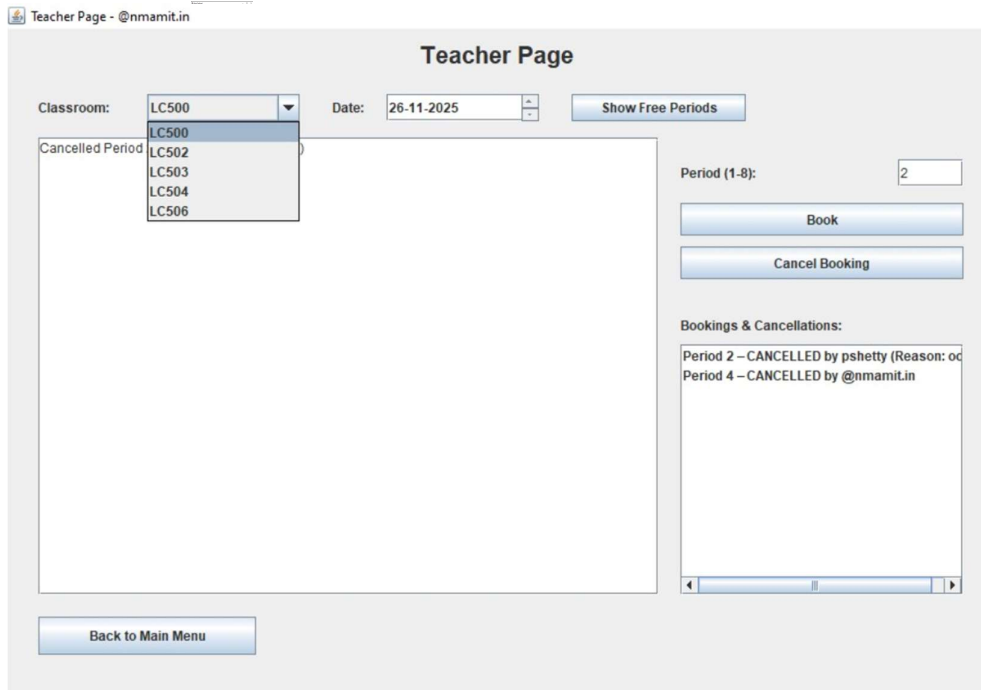 Teacher Page - @nmamit.in
Teacher Page
Classroom: LC500 Date: 26-11-2025 Show Free Periods
LC500
LC502
LC503
LC504
LC506
Cancelled Period )
Period (1-8): 2
Book
Cancel Booking
Bookings & Cancellations:
Period 2 – CANCELLED by pshetty (Reason:
Period 4 – CANCELLED by @nmamit.in
Back to Main Menu